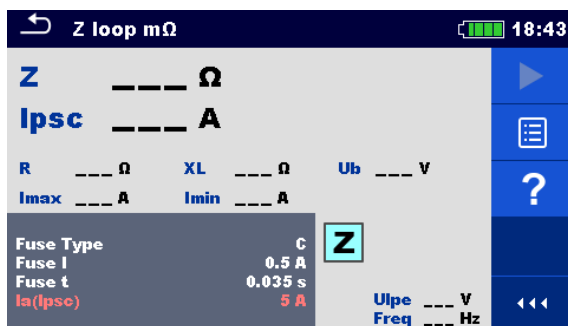 Z loop mΩ 18:43
Z ___ Ω
Ipsc ___ A
R ___ Ω XL ___ Ω Ub ___ V
Imax ___ A Imin ___ A
?
Fuse Type C
Fuse I 0.5 A
Fuse t 0.035 s
Ia(Ipsc) 5 A
Z
Ulpe ___ V
Freq ___ Hz